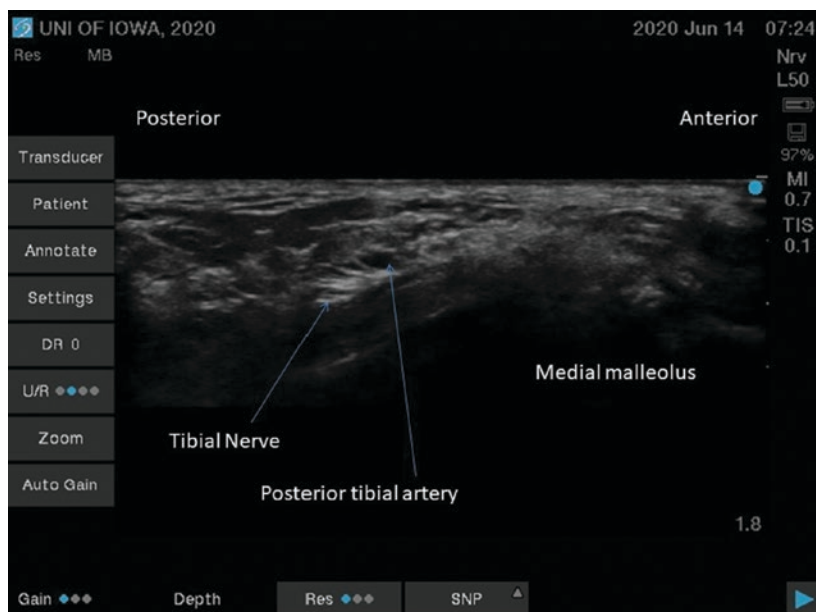 UNI OF IOWA, 2020
2020 Jun 14 07:24
Res MB
Nrv
L50
97%
MI
0.7
TIS
0.1
Posterior
Anterior
Transducer
Patient
Annotate
Settings
DR 0
U/R
Zoom
Auto Gain
Medial malleolus
Tibial Nerve
Posterior tibial artery
1.8
Gain
Depth
Res
SNP